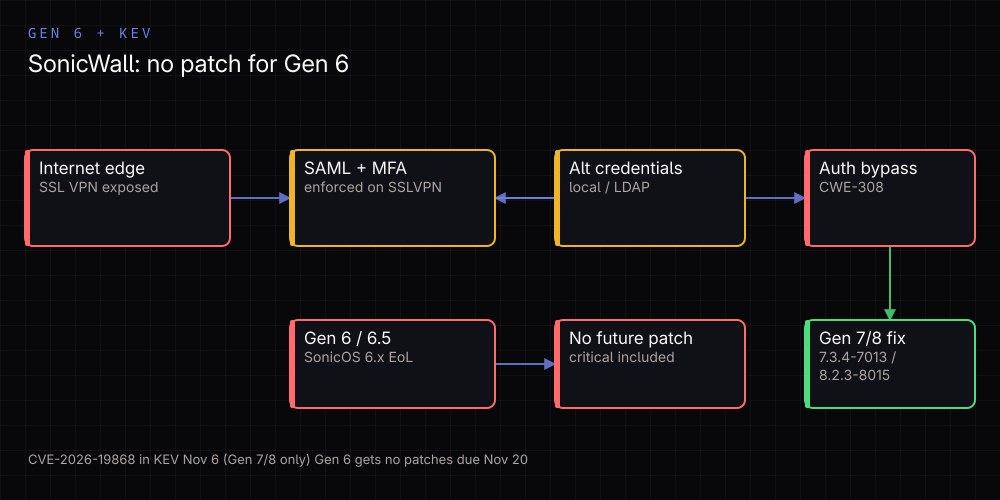 GEN 6 + KEV
SonicWall: no patch for Gen 6
Internet edge
SSL VPN exposed
SAML + MFA
enforced on SSLVPN
Alt credentials
local / LDAP
Auth bypass
CWE-308
Gen 6 / 6.5
SonicOS 6.x EoL
No future patch
critical included
Gen 7/8 fix
7.3.4-7013 /
8.2.3-8015
CVE-2026-19868 in KEV Nov 6 (Gen 7/8 only) Gen 6 gets no patches due Nov 20